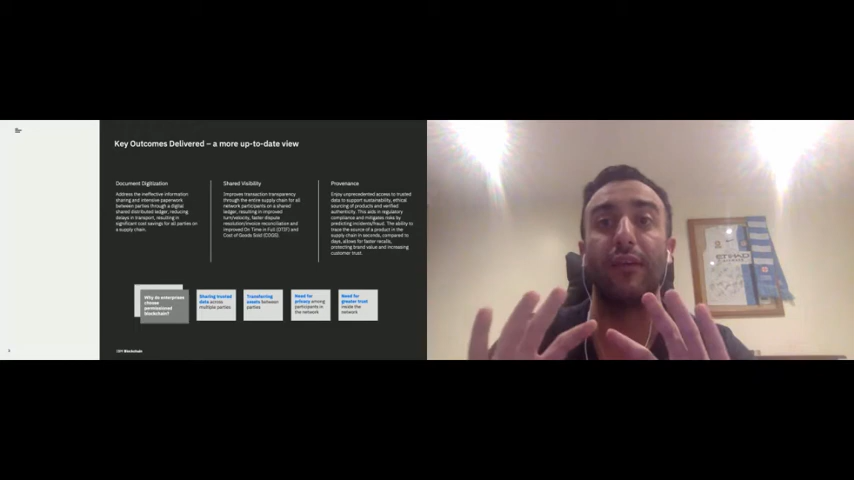 Key Outcomes Delivered – a more up-to-date view
Document Digitization
Address the ineffective information
sharing and intensive paperwork
between parties through a digital
shared distributed ledger, reducing
delays in transport, resulting in
significant cost savings for all parties on
a supply chain.
Shared Visibility
Improves transaction transparency
through the entire supply chain for all
network participants on a shared
ledger, resulting in improved
turn/velocity, faster dispute
resolution/invoice reconciliation and
improved On Time in Full (OTIF) and
Cost of Goods Sold (COGS).
Provenance
Enjoy unprecedented access to trusted
data to support sustainability, ethical
sourcing of products and verified
authenticity. This aids in regulatory
compliance and mitigates risks by
predicting incidents/fraud. The ability to
trace the source of a product in the
supply chain in seconds, compared to
days, allows for faster recalls,
protecting brand value and increasing
customer trust.
Why do enterprises
choose
permissioned
blockchain?
Sharing trusted
data across
multiple parties
Transferring
assets between
parties
Need for
privacy among
participants in
the network
Need for
greater trust
inside the
network
IBM Blockchain
ETIHAD